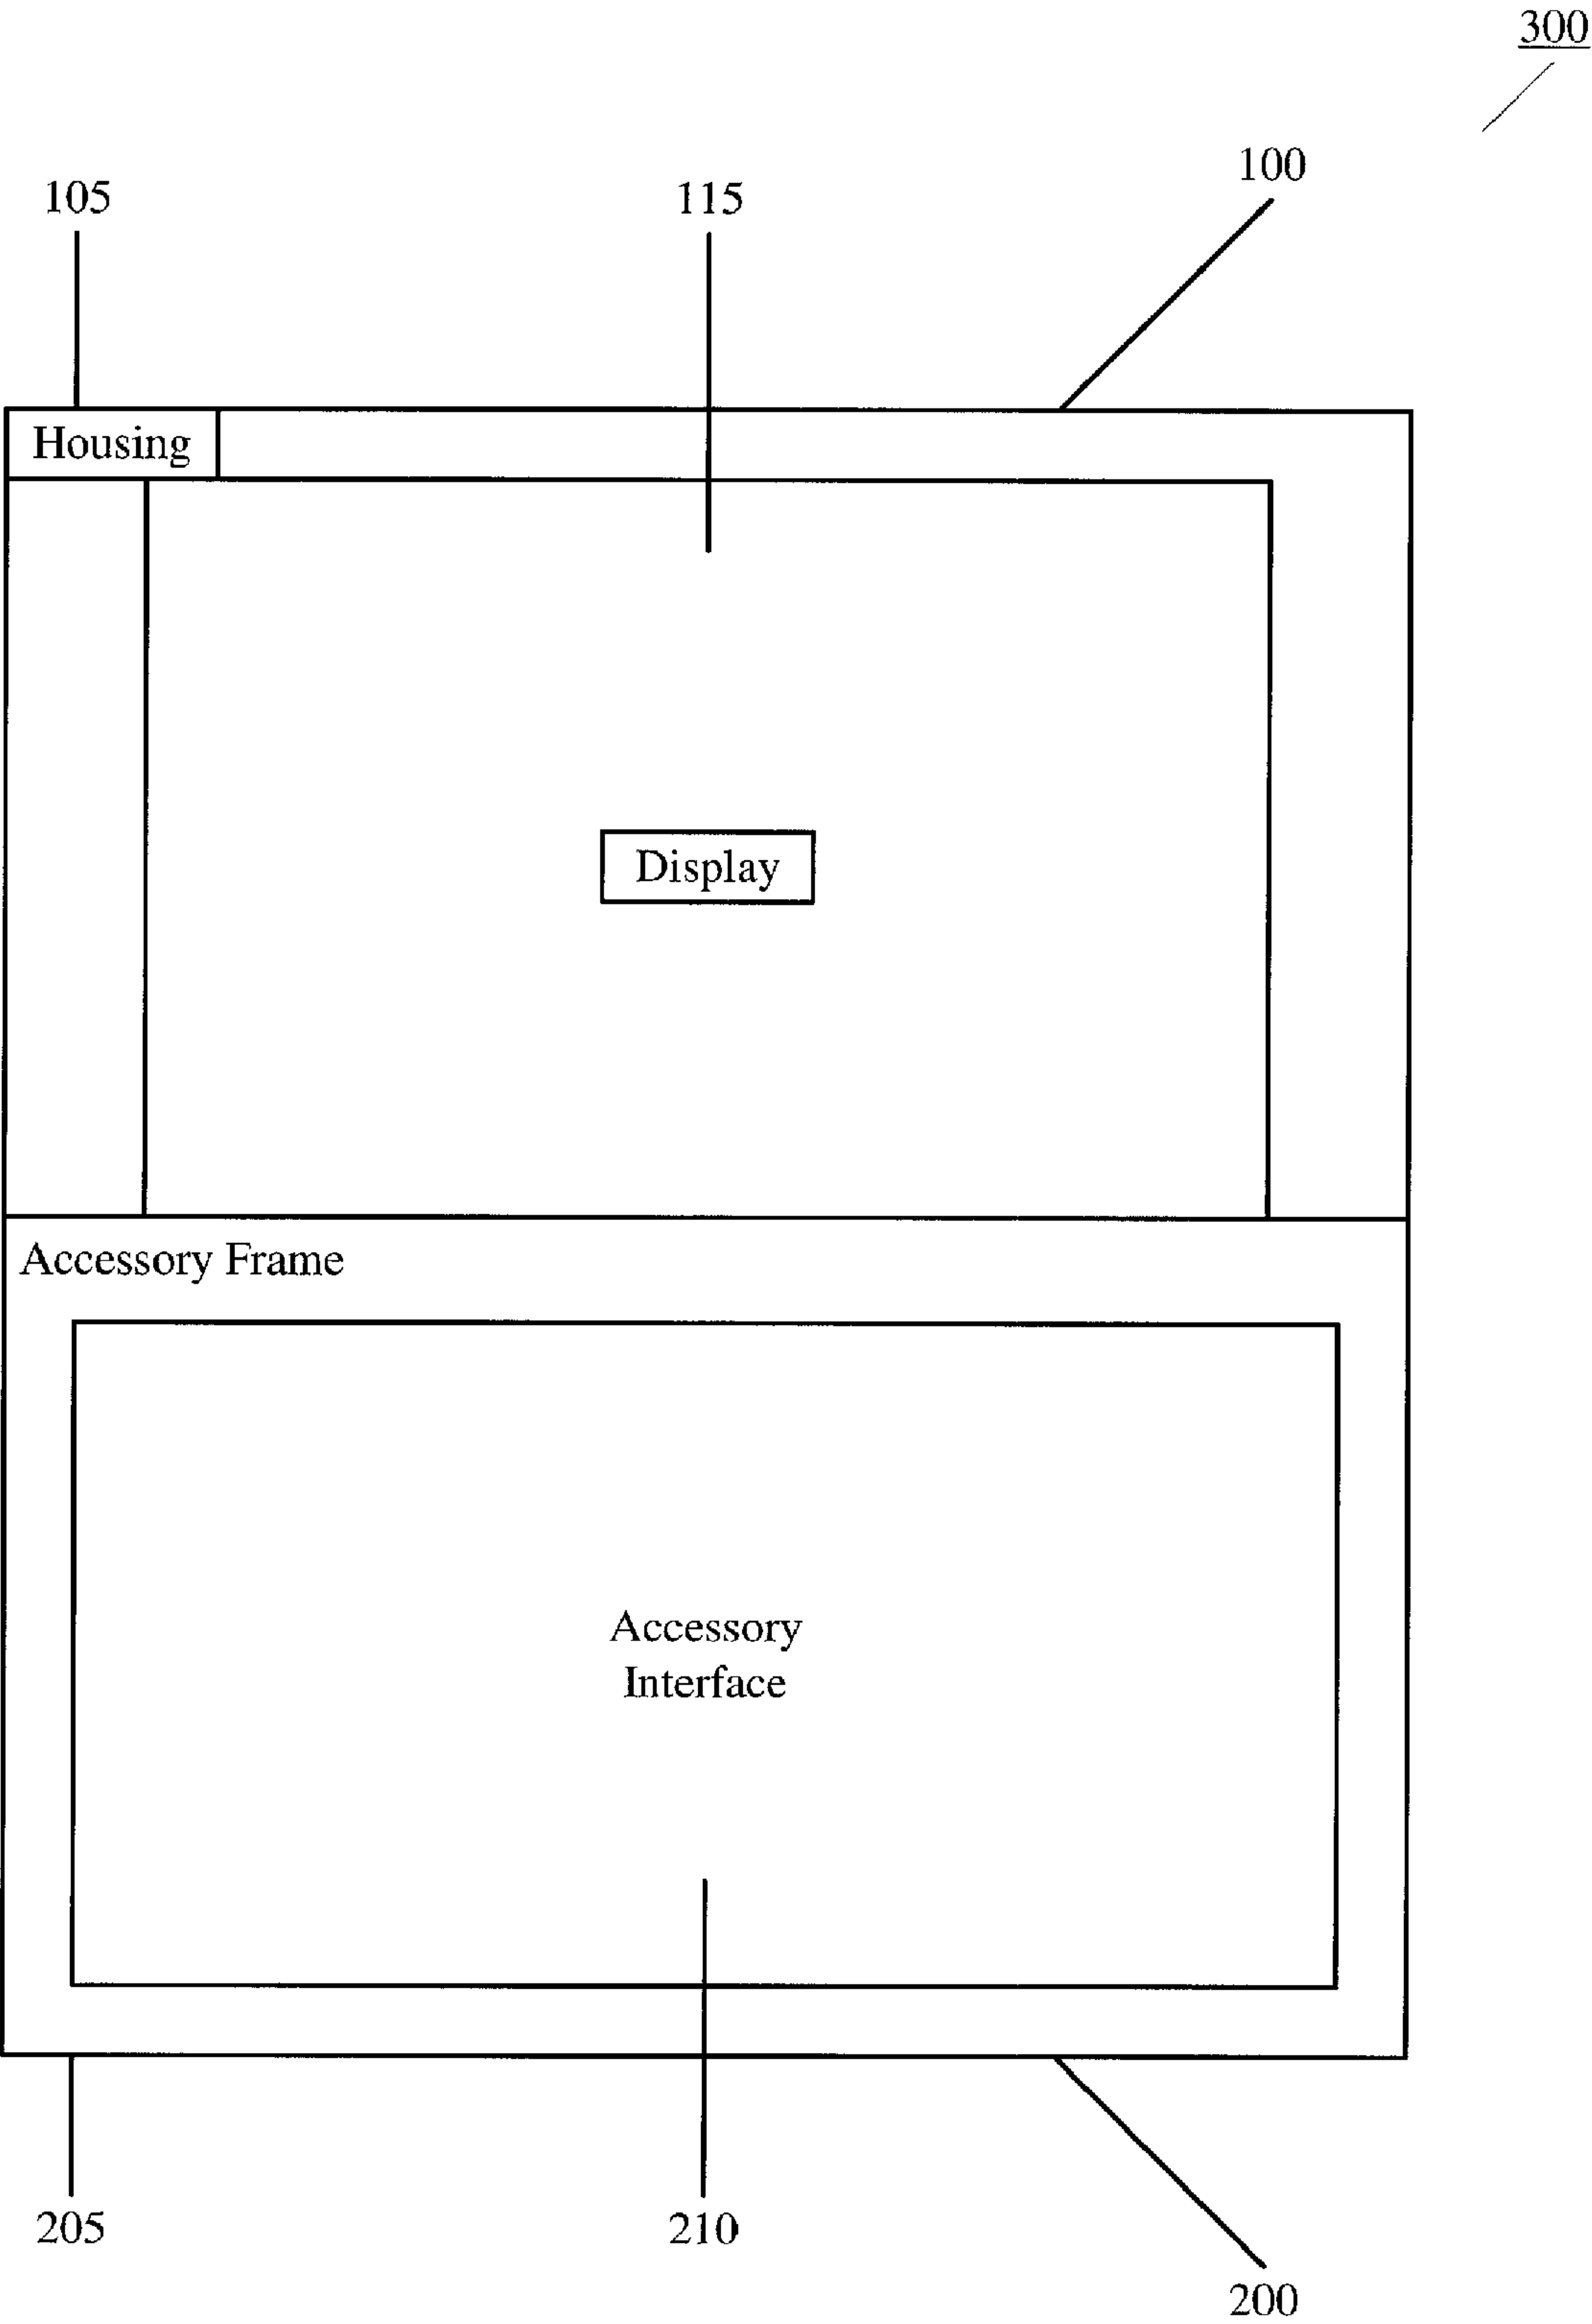 300
100
105
115
Housing
Display
Accessory Frame
Accessory
Interface
205
210
200